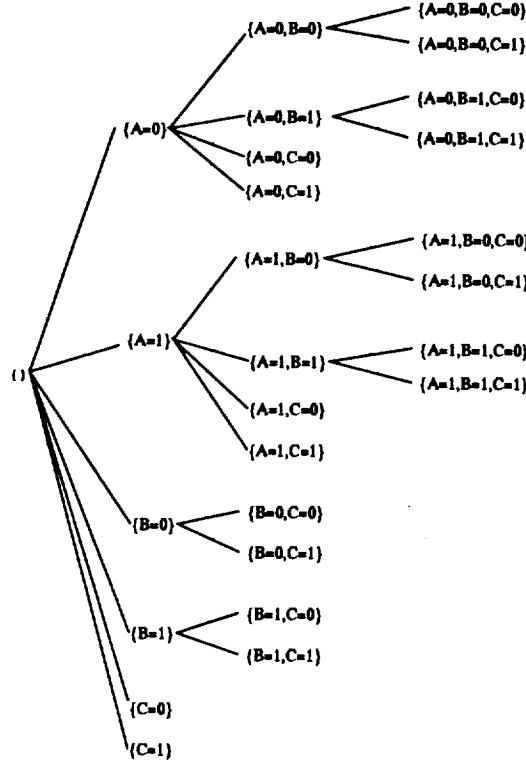 {A=0,B=0,C=0}
{A=0,B=0}
{A=0,B=0,C=1}
{A=0,B=1,C=0}
{A=0,B=1}
{A=0}
{A=0,B=1,C=1}
{A=0,C=0}
{A=0,C=1}
{A=1,B=0,C=0}
{A=1,B=0}
{A=1,B=0,C=1}
{A=1}
{A=1,B=1,C=0}
{A=1,B=1}
{ }
{A=1,B=1,C=1}
{A=1,C=0}
{A=1,C=1}
{B=0,C=0}
{B=0}
{B=0,C=1}
{B=1,C=0}
{B=1}
{B=1,C=1}
{C=0}
{C=1}